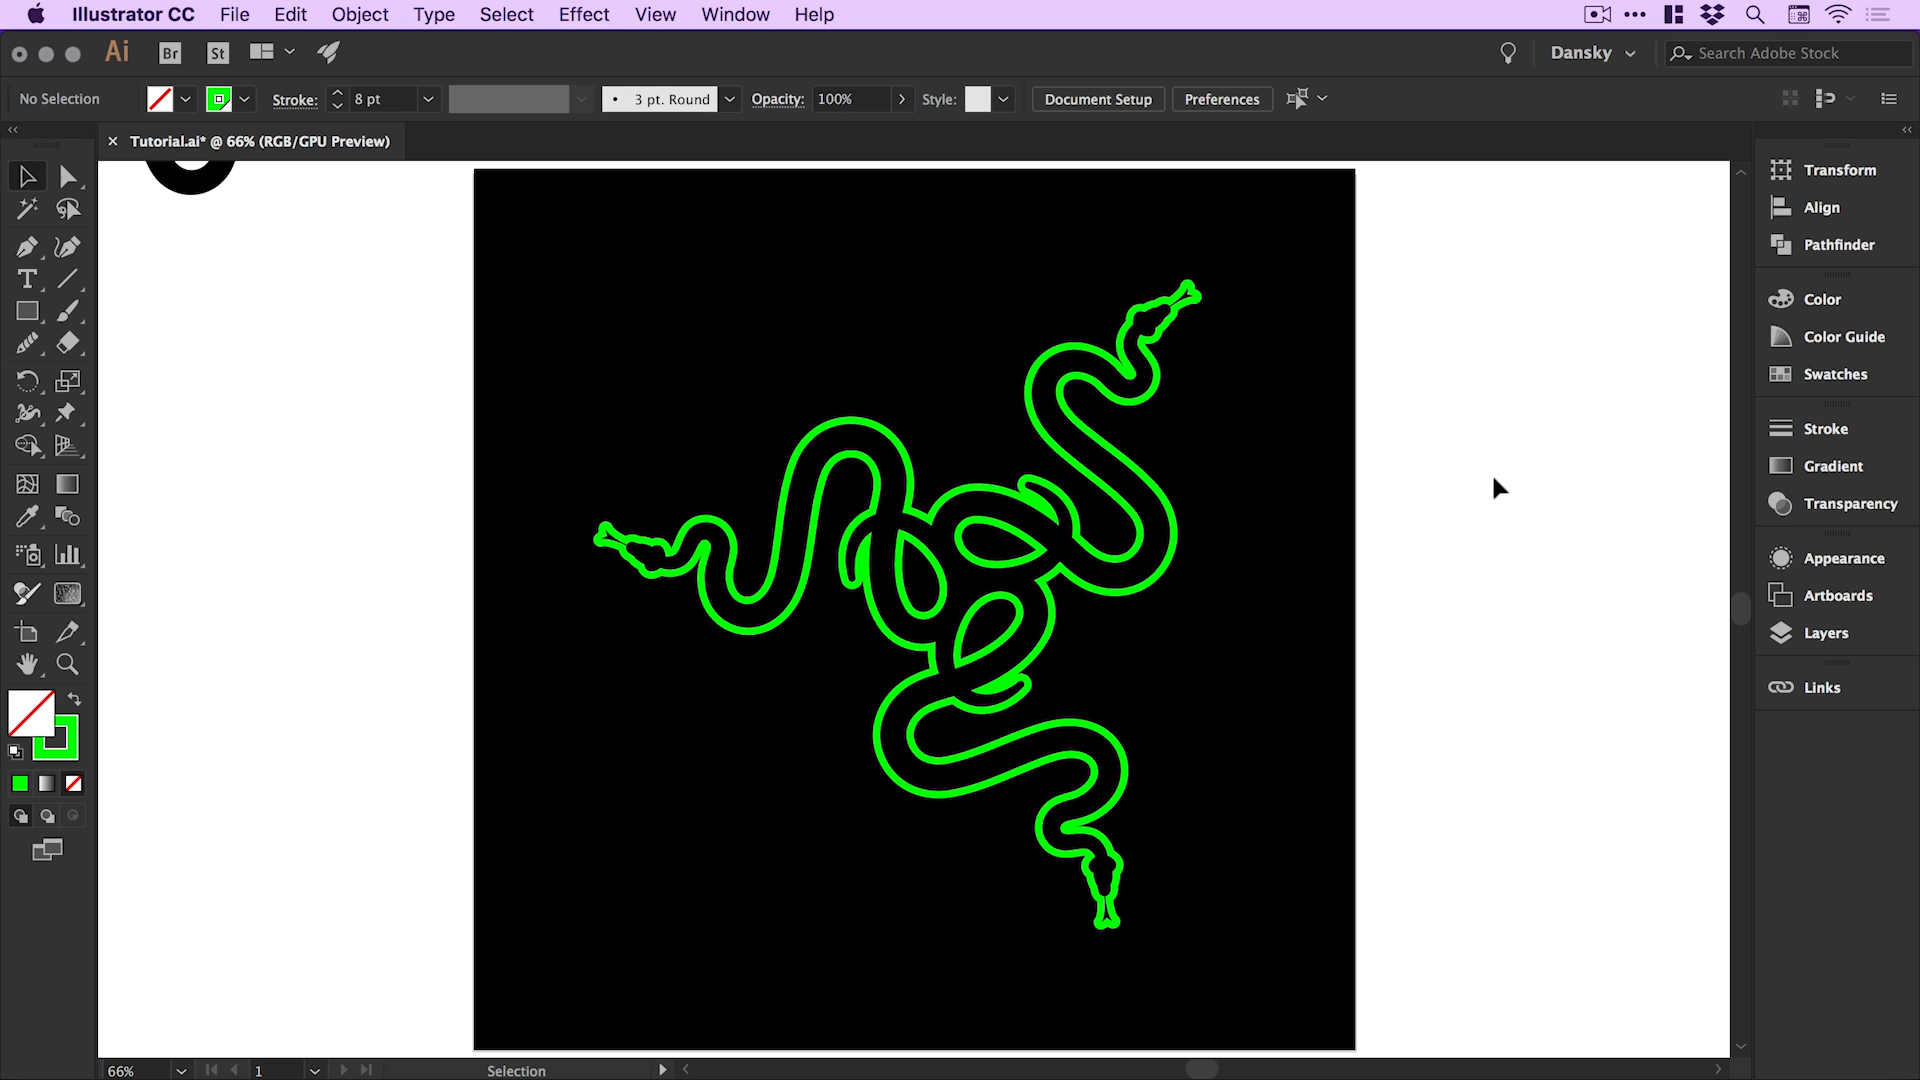 Illustrator CC File Edit Object Type Select Effect View Window Help
Ai Br St Dansky Search Adobe Stock
No Selection Stroke: 8 pt 3 pt. Round Opacity: 100% Style: Document Setup Preferences
× Tutorial.ai* @ 66% (RGB/GPU Preview)
Transform
Align
Pathfinder
Color
Color Guide
Swatches
Stroke
Gradient
Transparency
Appearance
Artboards
Layers
Links
66% 1 Selection